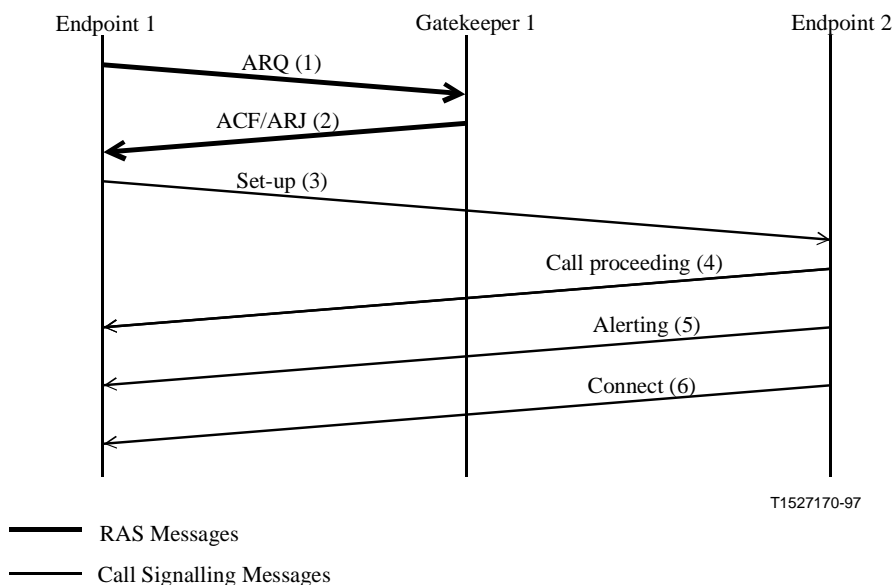 Endpoint 1 Gatekeeper 1 Endpoint 2
ARQ (1)
ACF/ARJ (2)
Set-up (3)
Call proceeding (4)
Alerting (5)
Connect (6)
T1527170-97
RAS Messages
Call Signalling Messages